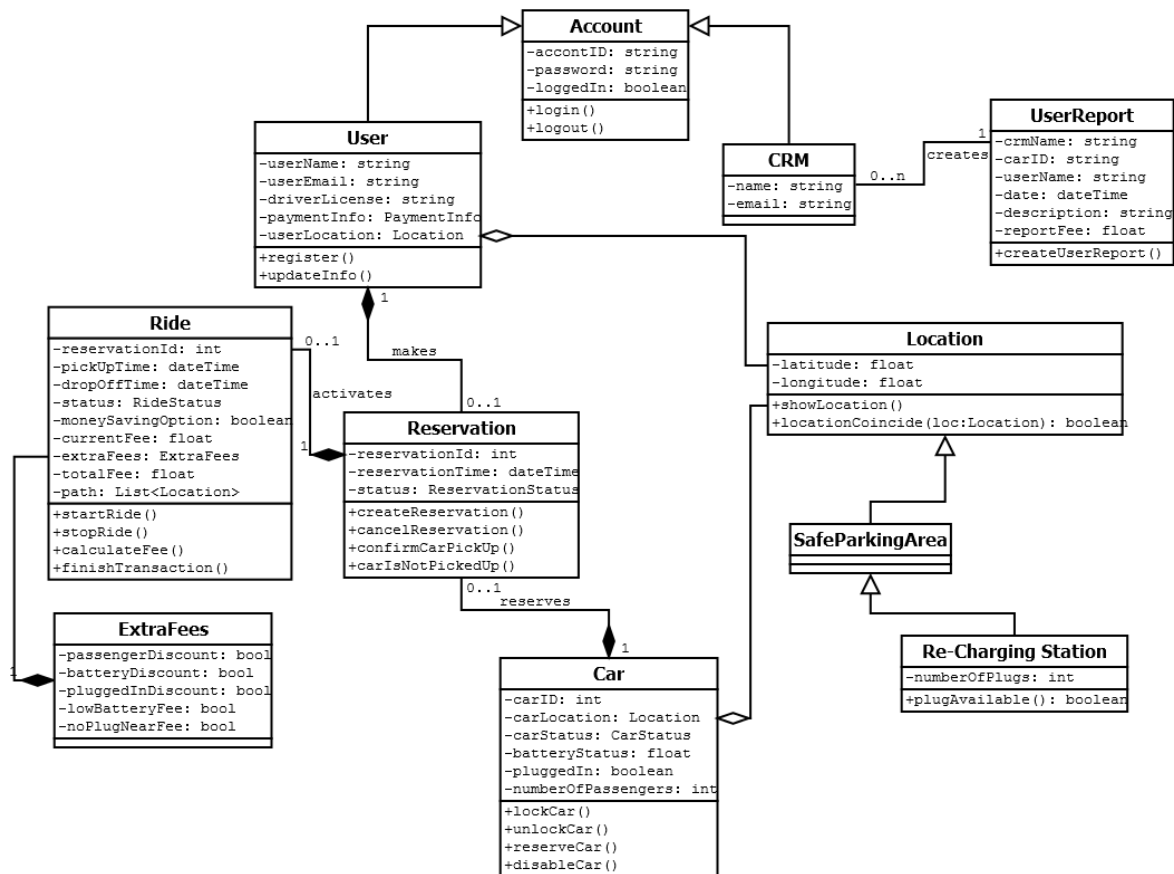 Account
-accontID: string
-password: string
-loggedIn: boolean
+login()
+logout()
User
-userName: string
-userEmail: string
-driverLicense: string
-paymentInfo: PaymentInfo
-userLocation: Location
+register()
+updateInfo()
CRM
-name: string
-email: string
0..n
creates
1
UserReport
-crmName: string
-carID: string
-userName: string
-date: dateTime
-description: string
-reportFee: float
+createUserReport()
1
makes
0..1
Ride
-reservationId: int
-pickUpTime: dateTime
-dropOffTime: dateTime
-status: RideStatus
-moneySavingOption: boolean
-currentFee: float
-extraFees: ExtraFees
-totalFee: float
-path: List<Location>
+startRide()
+stopRide()
+calculateFee()
+finishTransaction()
0..1
activates
1
Reservation
-reservationId: int
-reservationTime: dateTime
-status: ReservationStatus
+createReservation()
+cancelReservation()
+confirmCarPickUp()
+carIsNotPickedUp()
Location
-latitude: float
-longitude: float
+showLocation()
+locationCoincide(loc:Location): boolean
SafeParkingArea
0..1
reserves
1
ExtraFees
-passengerDiscount: bool
-batteryDiscount: bool
-pluggedInDiscount: bool
-lowBatteryFee: bool
-noPlugNearFee: bool
1
Car
-carID: int
-carLocation: Location
-carStatus: CarStatus
-batteryStatus: float
-pluggedIn: boolean
-numberOfPassengers: int
+lockCar()
+unlockCar()
+reserveCar()
+disableCar()
Re-Charging Station
-numberOfPlugs: int
+plugAvailable(): boolean